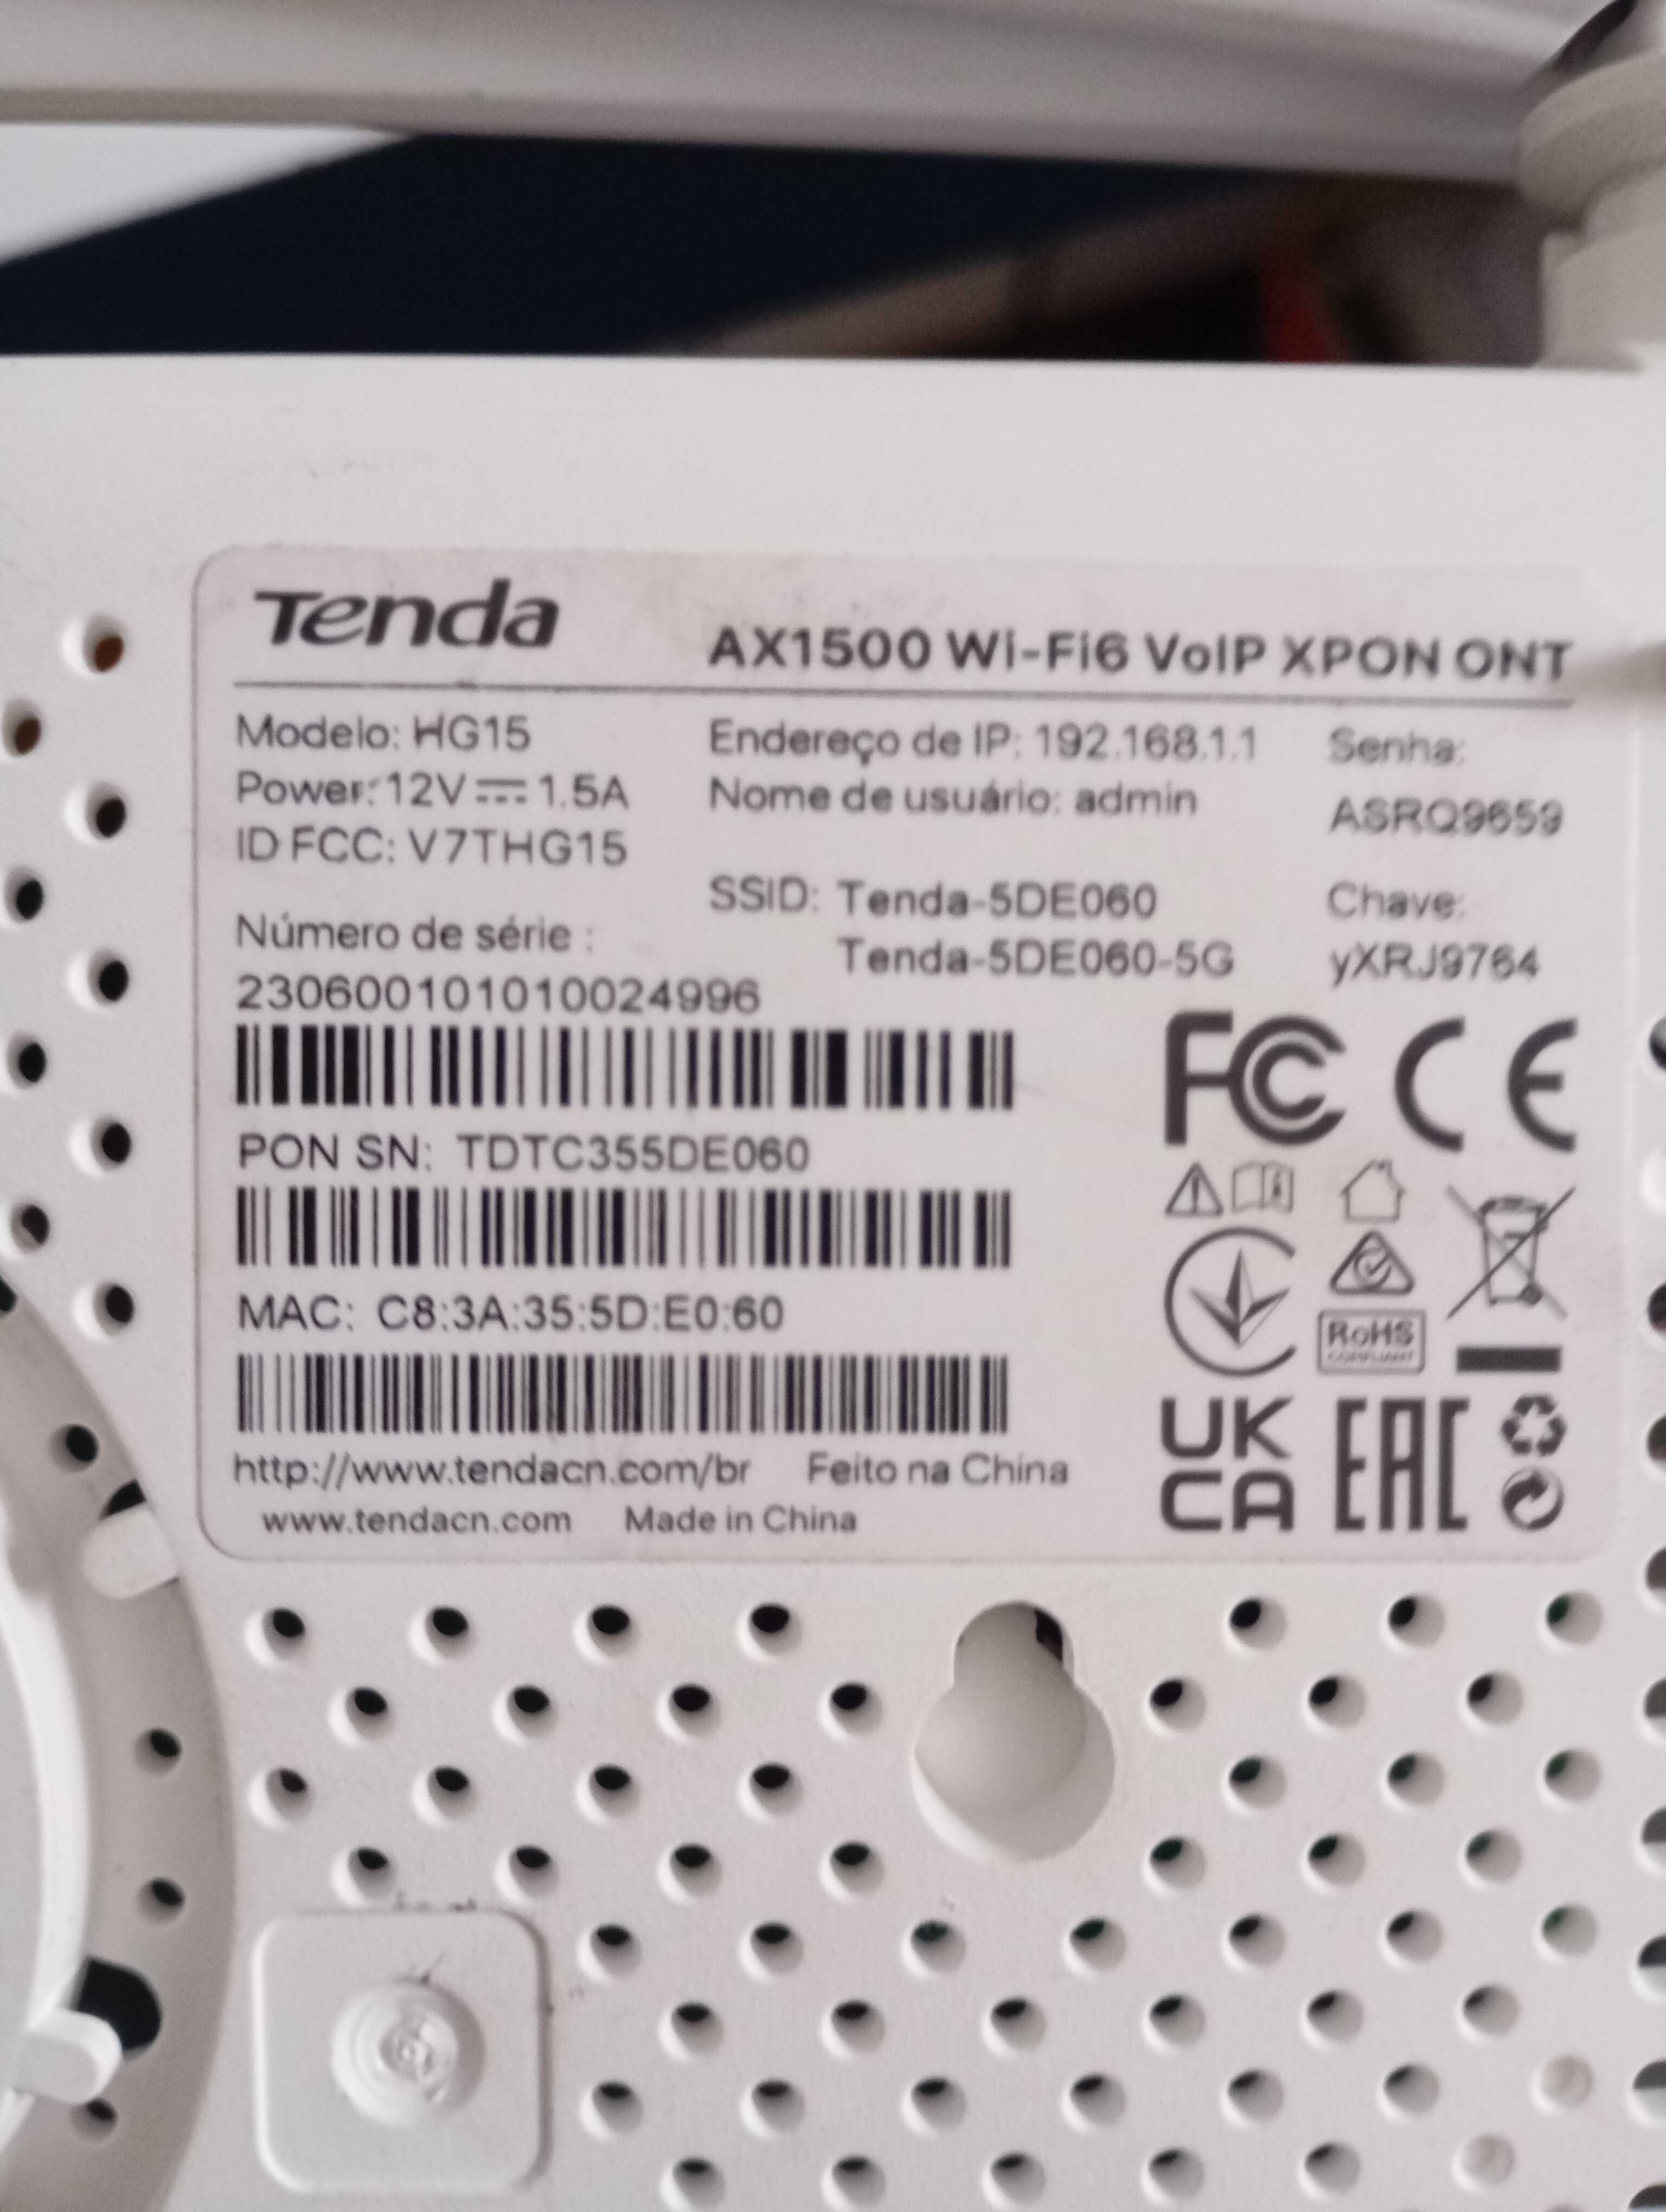 Tenda
AX1500 Wi-Fi6 VoIP XPON ONT
Modelo: HG15
Power: 12V⎓1.5A
ID FCC: V7THG15
Endereço de IP: 192.168.1.1
Nome de usuário: admin
Senha:
ASRQ9659
SSID: Tenda-5DE060
Tenda-5DE060-5G
Chave:
yXRJ9764
Número de série :
230600101010024996
PON SN: TDTC355DE060
MAC: C8:3A:35:5D:E0:60
http://www.tendacn.com/br Feito na China
www.tendacn.com Made in China
FC CE
RoHS
COMPLIANT
UK
CA
EAC